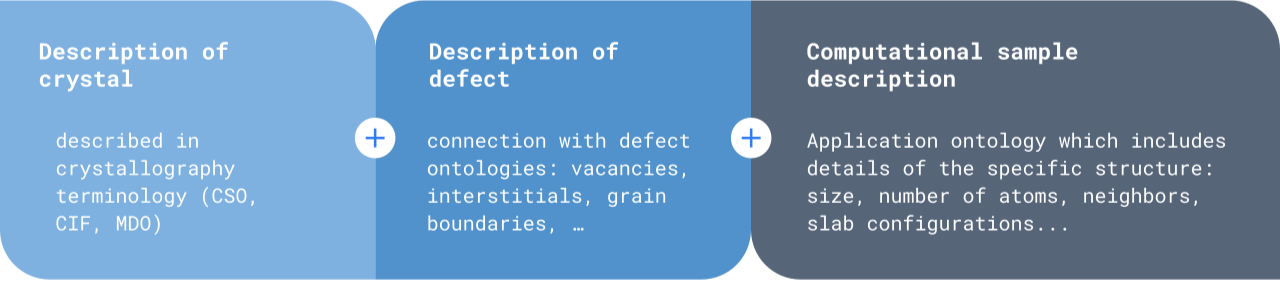 Description of
crystal
described in
crystallography
terminology (CSO,
CIF, MDO)
+
Description of
defect
connection with defect
ontologies: vacancies,
interstitials, grain
boundaries, …
+
Computational sample
description
Application ontology which includes
details of the specific structure:
size, number of atoms, neighbors,
slab configurations...